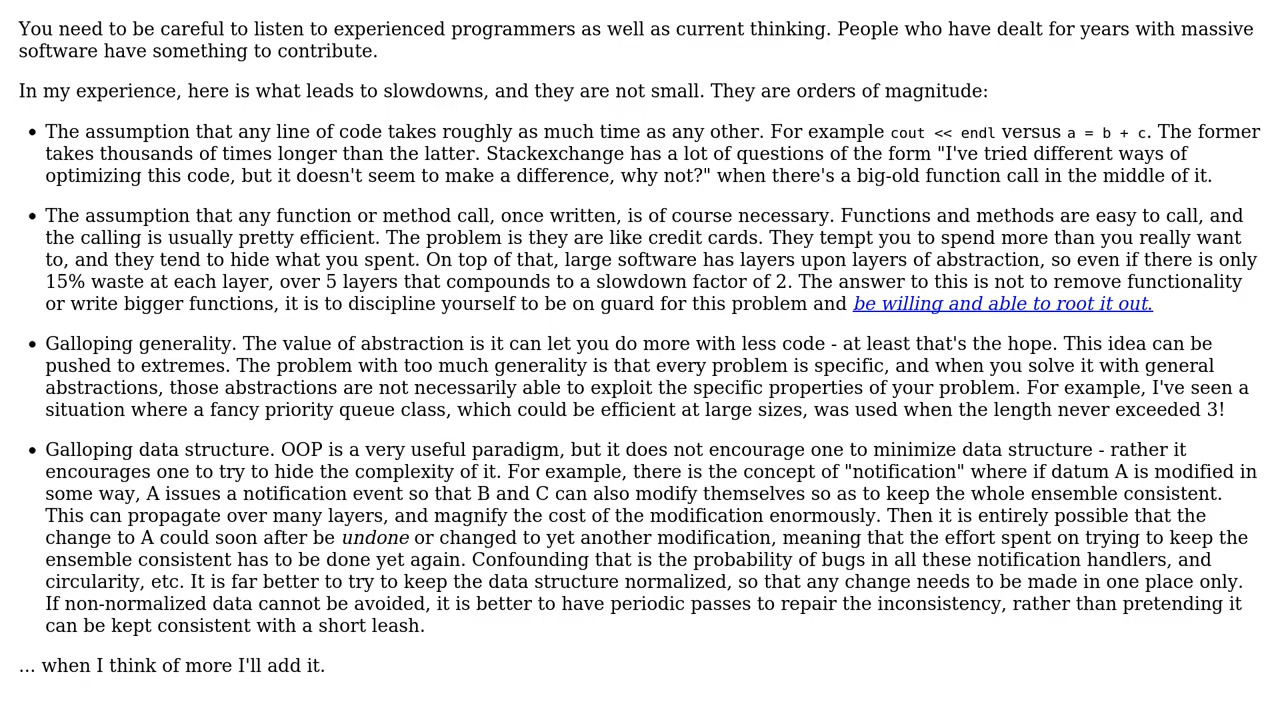 You need to be careful to listen to experienced programmers as well as current thinking. People who have dealt for years with massive
software have something to contribute.
In my experience, here is what leads to slowdowns, and they are not small. They are orders of magnitude:
• The assumption that any line of code takes roughly as much time as any other. For example cout << endl versus a = b + c. The former
takes thousands of times longer than the latter. Stackexchange has a lot of questions of the form "I've tried different ways of
optimizing this code, but it doesn't seem to make a difference, why not?" when there's a big-old function call in the middle of it.
• The assumption that any function or method call, once written, is of course necessary. Functions and methods are easy to call, and
the calling is usually pretty efficient. The problem is they are like credit cards. They tempt you to spend more than you really want
to, and they tend to hide what you spent. On top of that, large software has layers upon layers of abstraction, so even if there is only
15% waste at each layer, over 5 layers that compounds to a slowdown factor of 2. The answer to this is not to remove functionality
or write bigger functions, it is to discipline yourself to be on guard for this problem and be willing and able to root it out.
• Galloping generality. The value of abstraction is it can let you do more with less code - at least that's the hope. This idea can be
pushed to extremes. The problem with too much generality is that every problem is specific, and when you solve it with general
abstractions, those abstractions are not necessarily able to exploit the specific properties of your problem. For example, I've seen a
situation where a fancy priority queue class, which could be efficient at large sizes, was used when the length never exceeded 3!
• Galloping data structure. OOP is a very useful paradigm, but it does not encourage one to minimize data structure - rather it
encourages one to try to hide the complexity of it. For example, there is the concept of "notification" where if datum A is modified in
some way, A issues a notification event so that B and C can also modify themselves so as to keep the whole ensemble consistent.
This can propagate over many layers, and magnify the cost of the modification enormously. Then it is entirely possible that the
change to A could soon after be undone or changed to yet another modification, meaning that the effort spent on trying to keep the
ensemble consistent has to be done yet again. Confounding that is the probability of bugs in all these notification handlers, and
circularity, etc. It is far better to try to keep the data structure normalized, so that any change needs to be made in one place only.
If non-normalized data cannot be avoided, it is better to have periodic passes to repair the inconsistency, rather than pretending it
can be kept consistent with a short leash.
... when I think of more I'll add it.